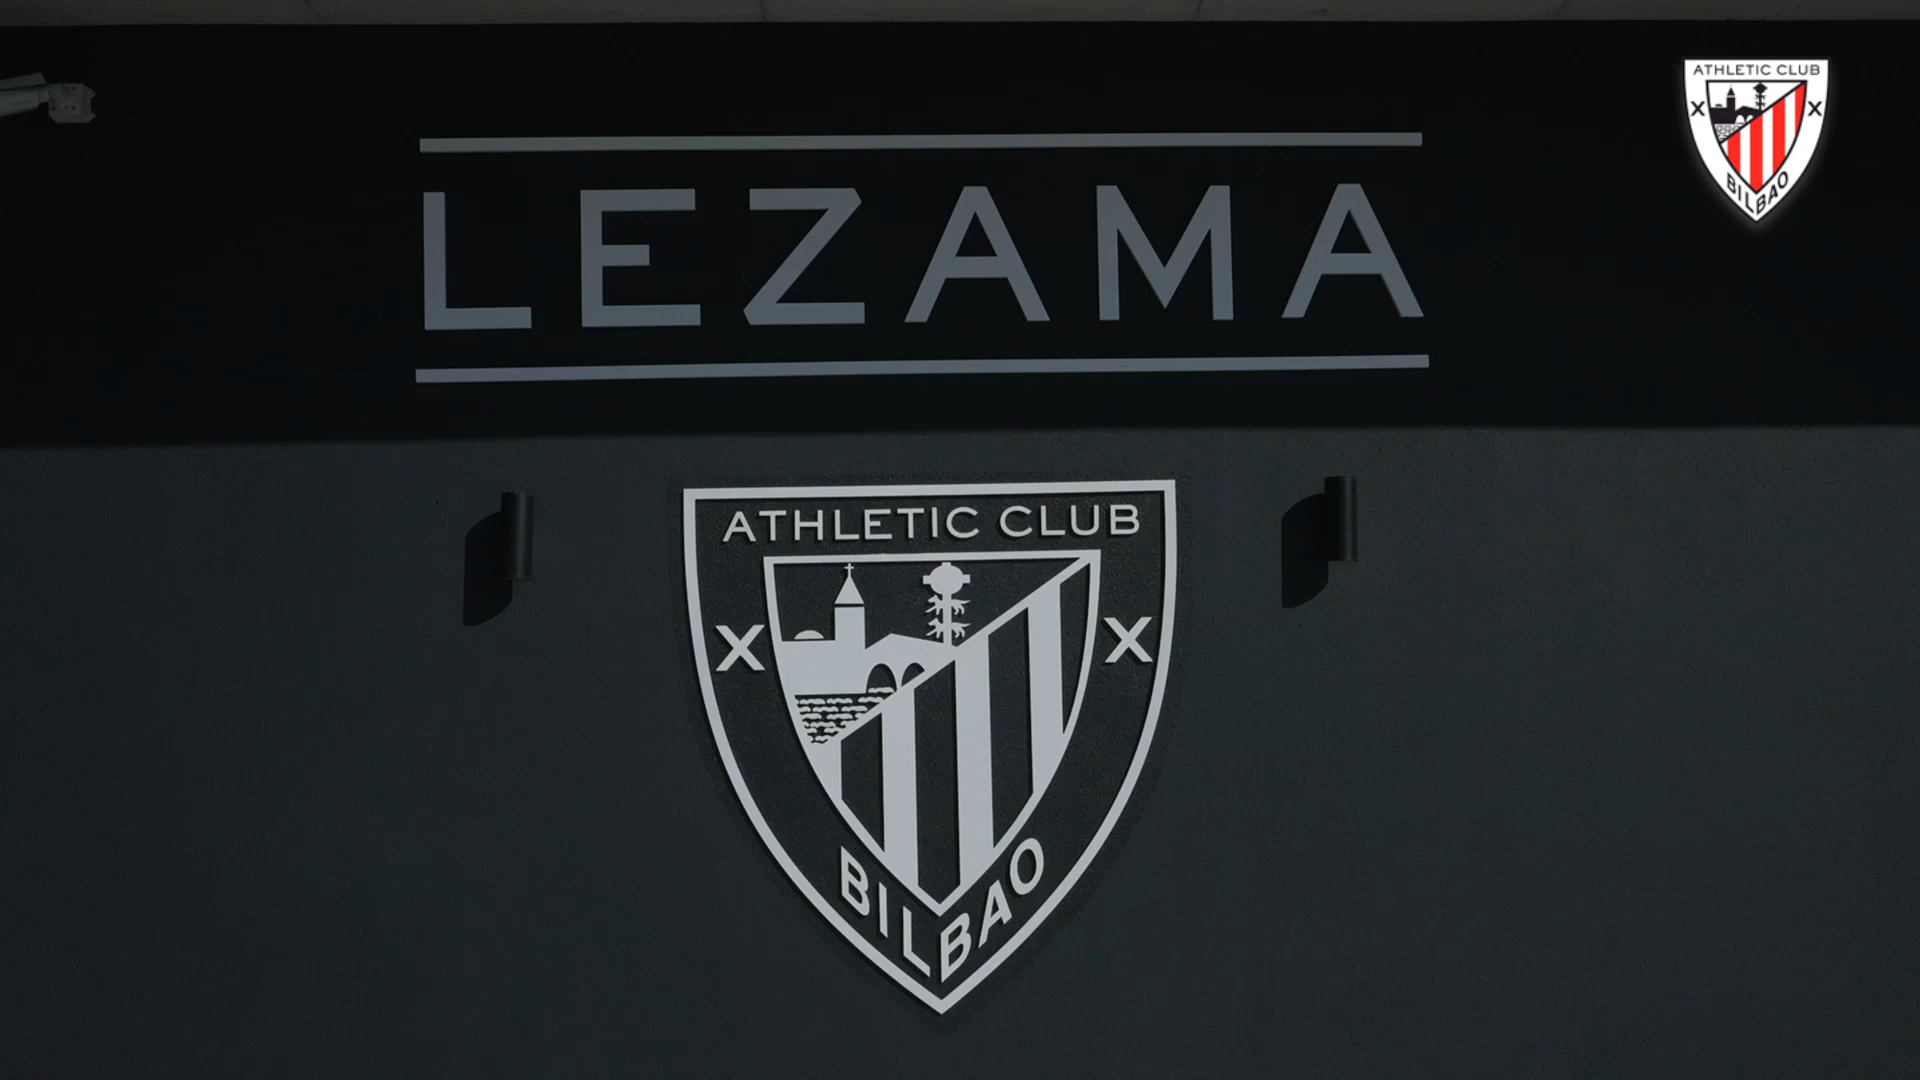 ATHLETIC CLUB
X X
BILBAO
LEZAMA
ATHLETIC CLUB
X X
BILBAO